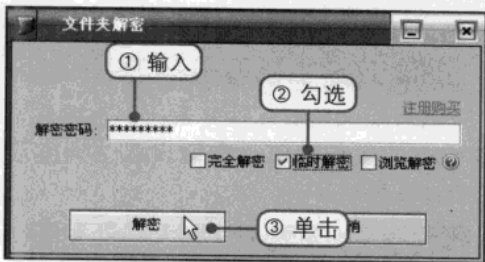 文件夹解密
① 输入
② 勾选
注册购买
解密密码: *********
完全解密 临时解密 浏览解密
解密
③ 单击
消